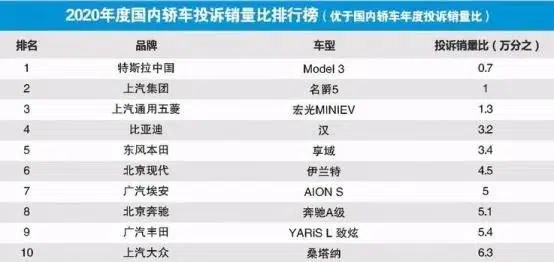 2020年度国内轿车投诉销量比排行榜（优于国内轿车年度投诉销量比）
排名 品牌 车型 投诉销量比（万分之）
1 特斯拉中国 Model 3 0.7
2 上汽集团 名爵5 1
3 上汽通用五菱 宏光MINIEV 1.3
4 比亚迪 汉 3.2
5 东风本田 享域 3.4
6 北京现代 伊兰特 4.5
7 广汽埃安 AION S 5
8 北京奔驰 奔驰A级 5.1
9 广汽丰田 YARiS L 致炫 5.4
10 上汽大众 桑塔纳 6.3